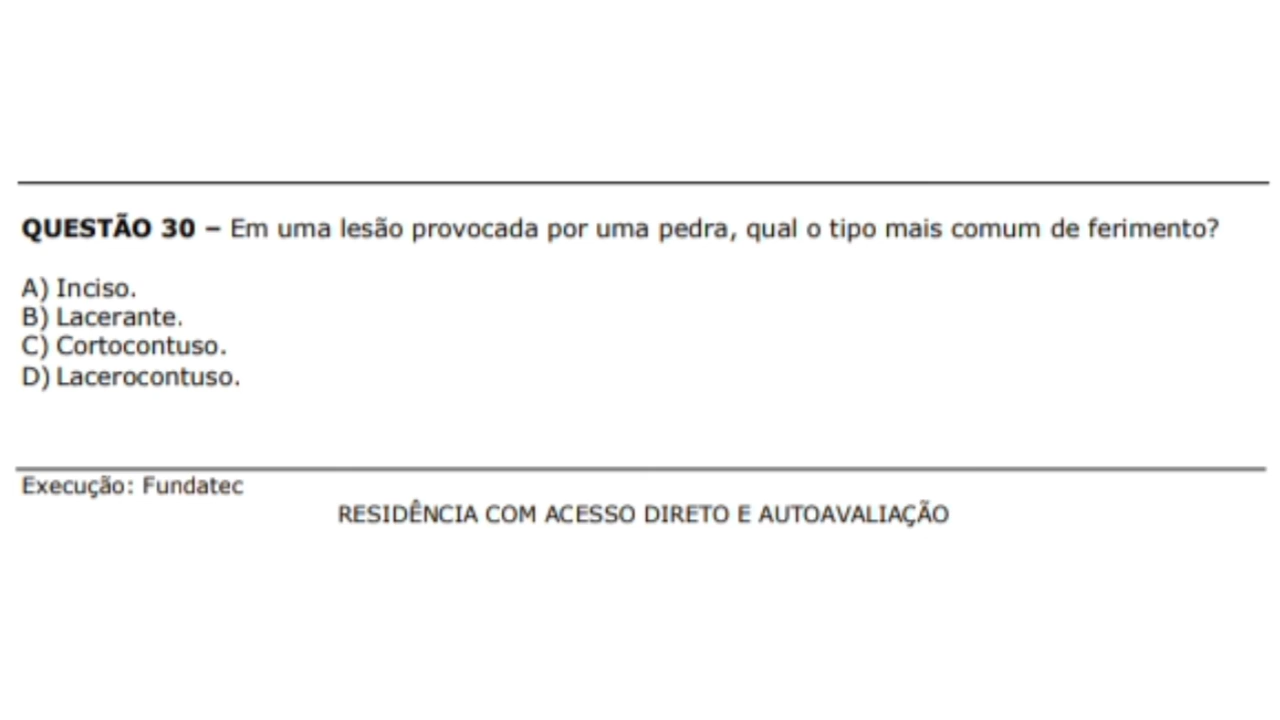 QUESTÃO 30 – Em uma lesão provocada por uma pedra, qual o tipo mais comum de ferimento?
A) Inciso.
B) Lacerante.
C) Cortocontuso.
D) Lacerocontuso.
Execução: Fundatec
RESIDÊNCIA COM ACESSO DIRETO E AUTOAVALIAÇÃO